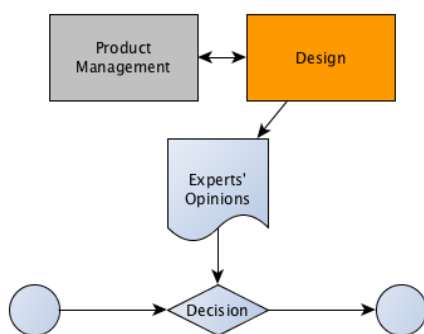 Product
Management
Design
Experts'
Opinions
Decision